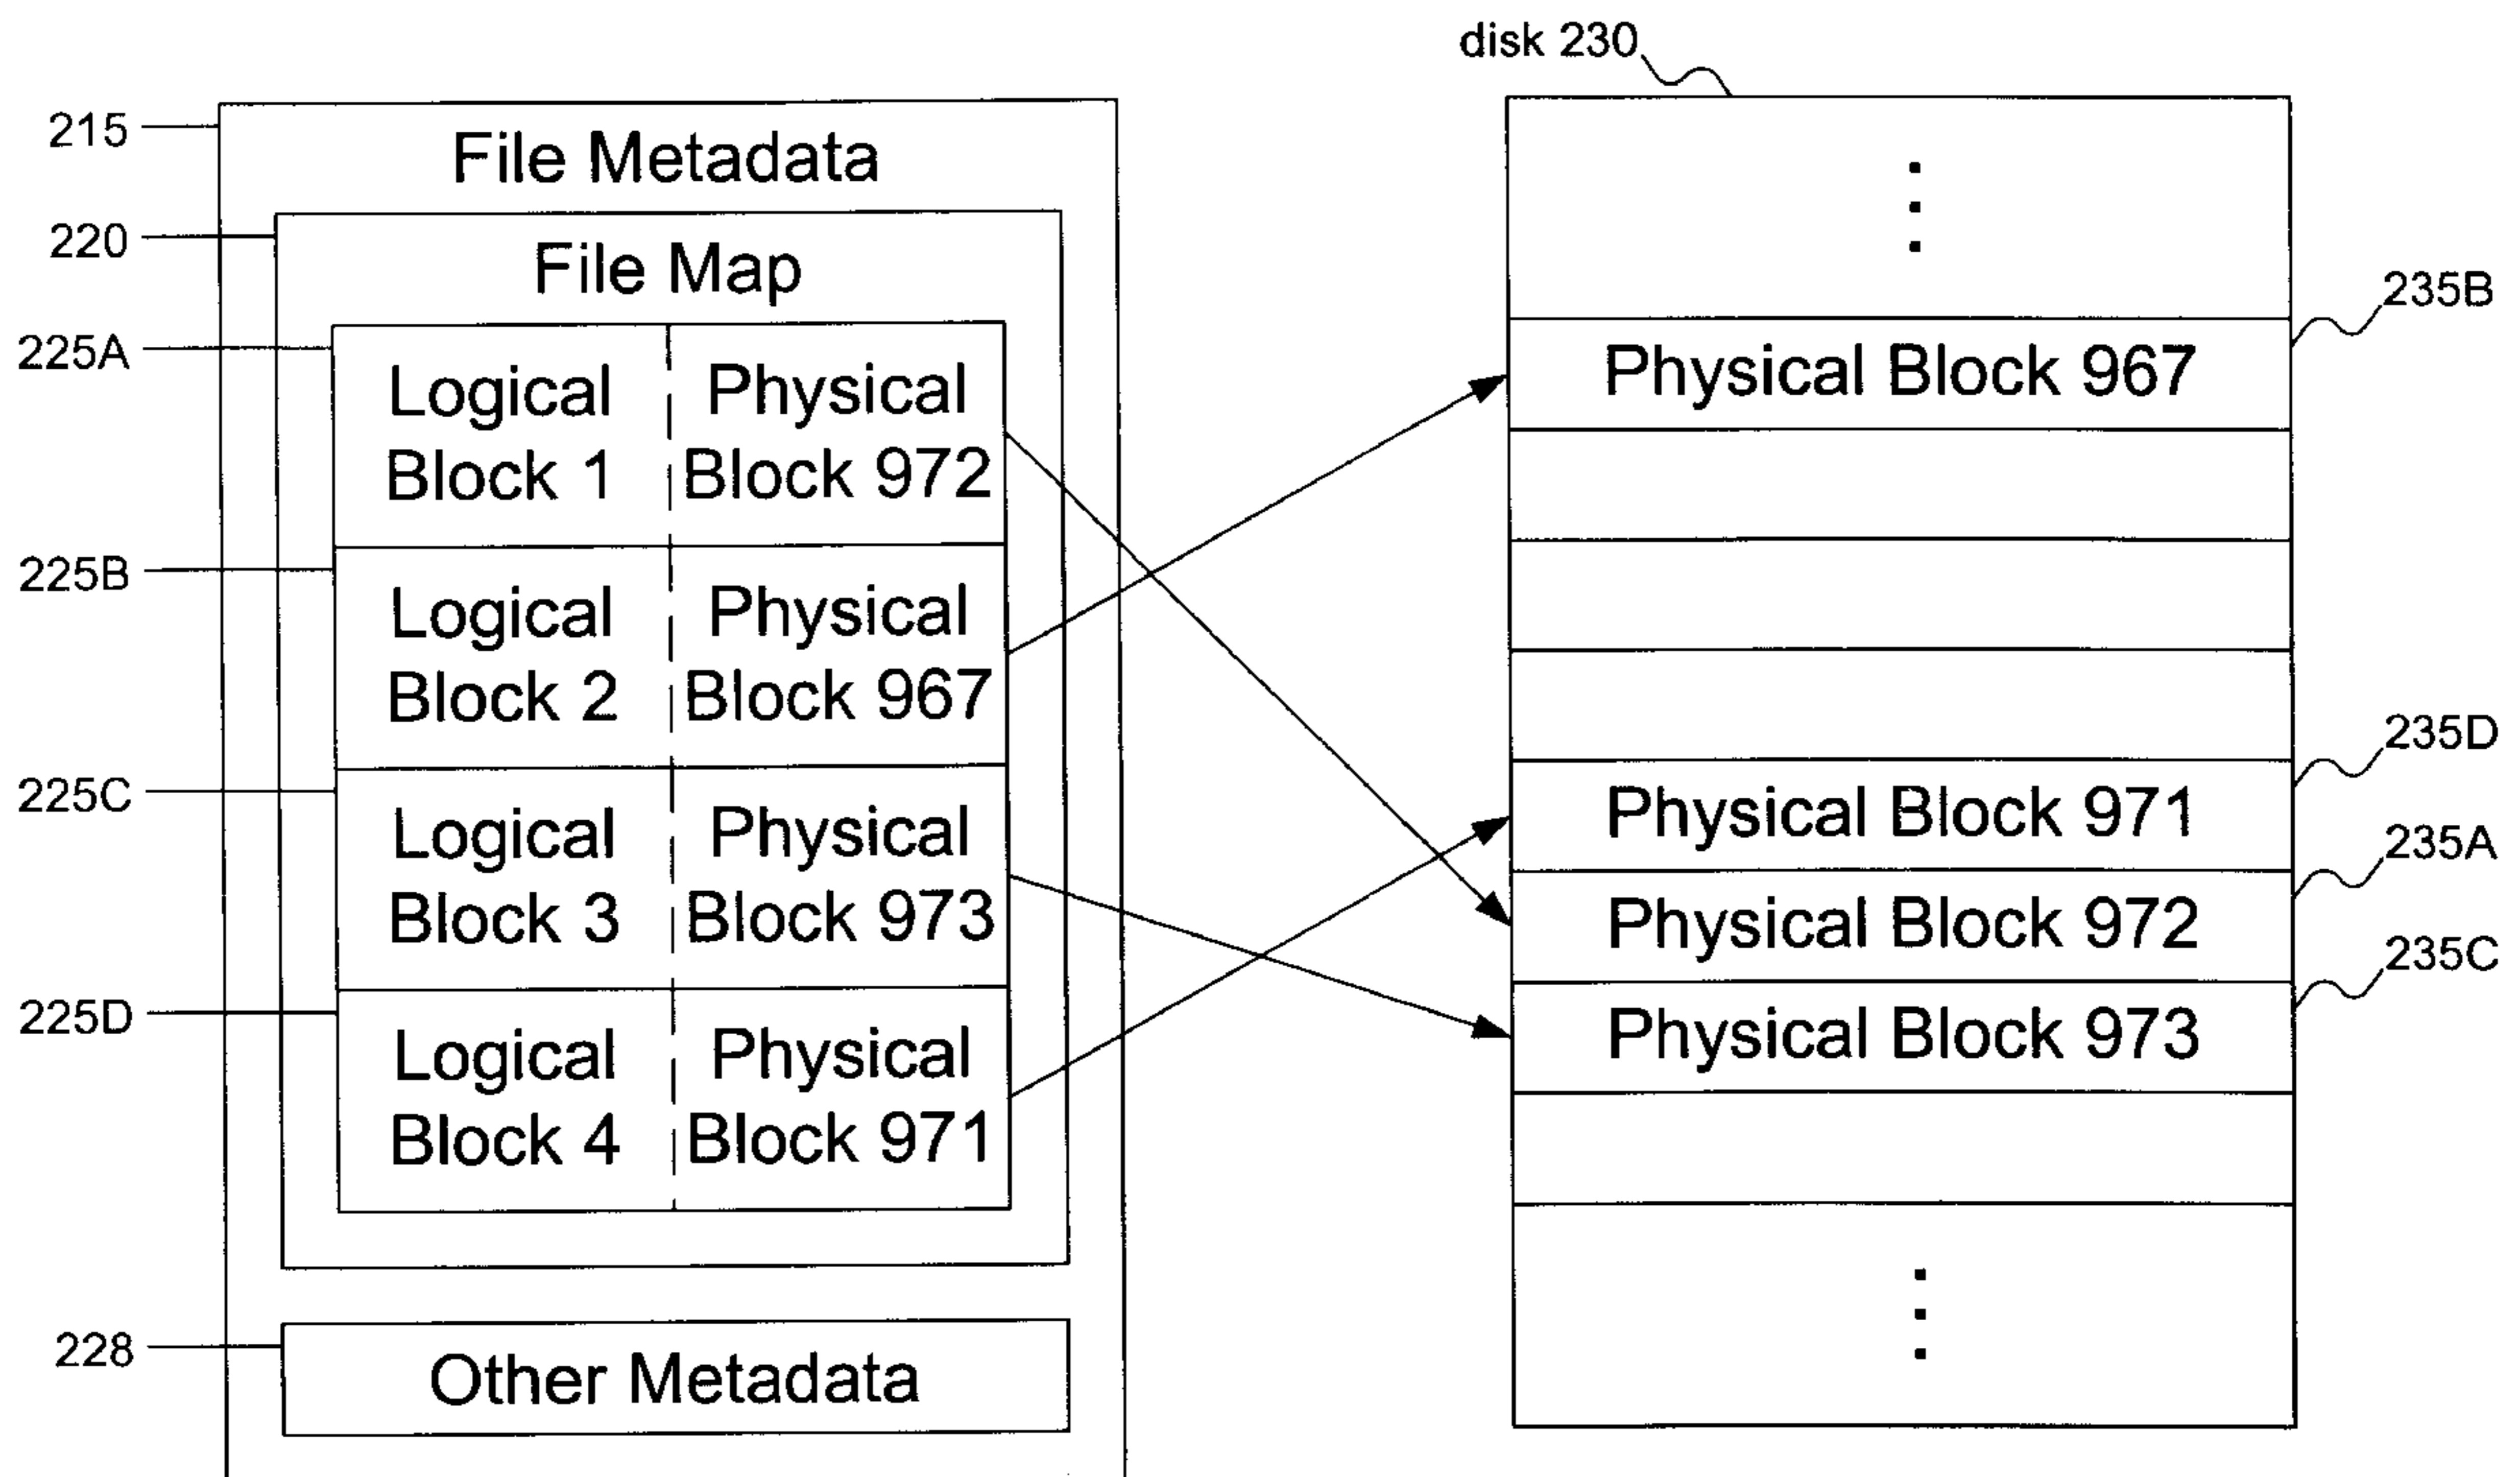 disk 230
215
File Metadata
220
File Map
225A
Logical Block 1
Physical Block 972
225B
Logical Block 2
Physical Block 967
225C
Logical Block 3
Physical Block 973
225D
Logical Block 4
Physical Block 971
228
Other Metadata
235B
Physical Block 967
235D
Physical Block 971
235A
Physical Block 972
235C
Physical Block 973